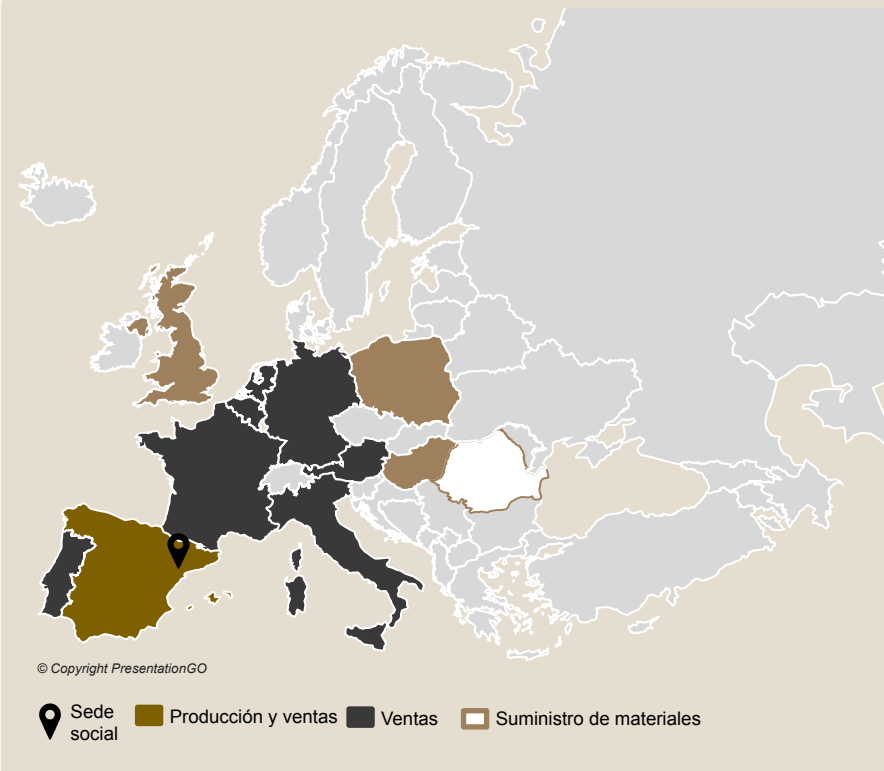 © Copyright PresentationGO
Sede
social
Producción y ventas
Ventas
Suministro de materiales